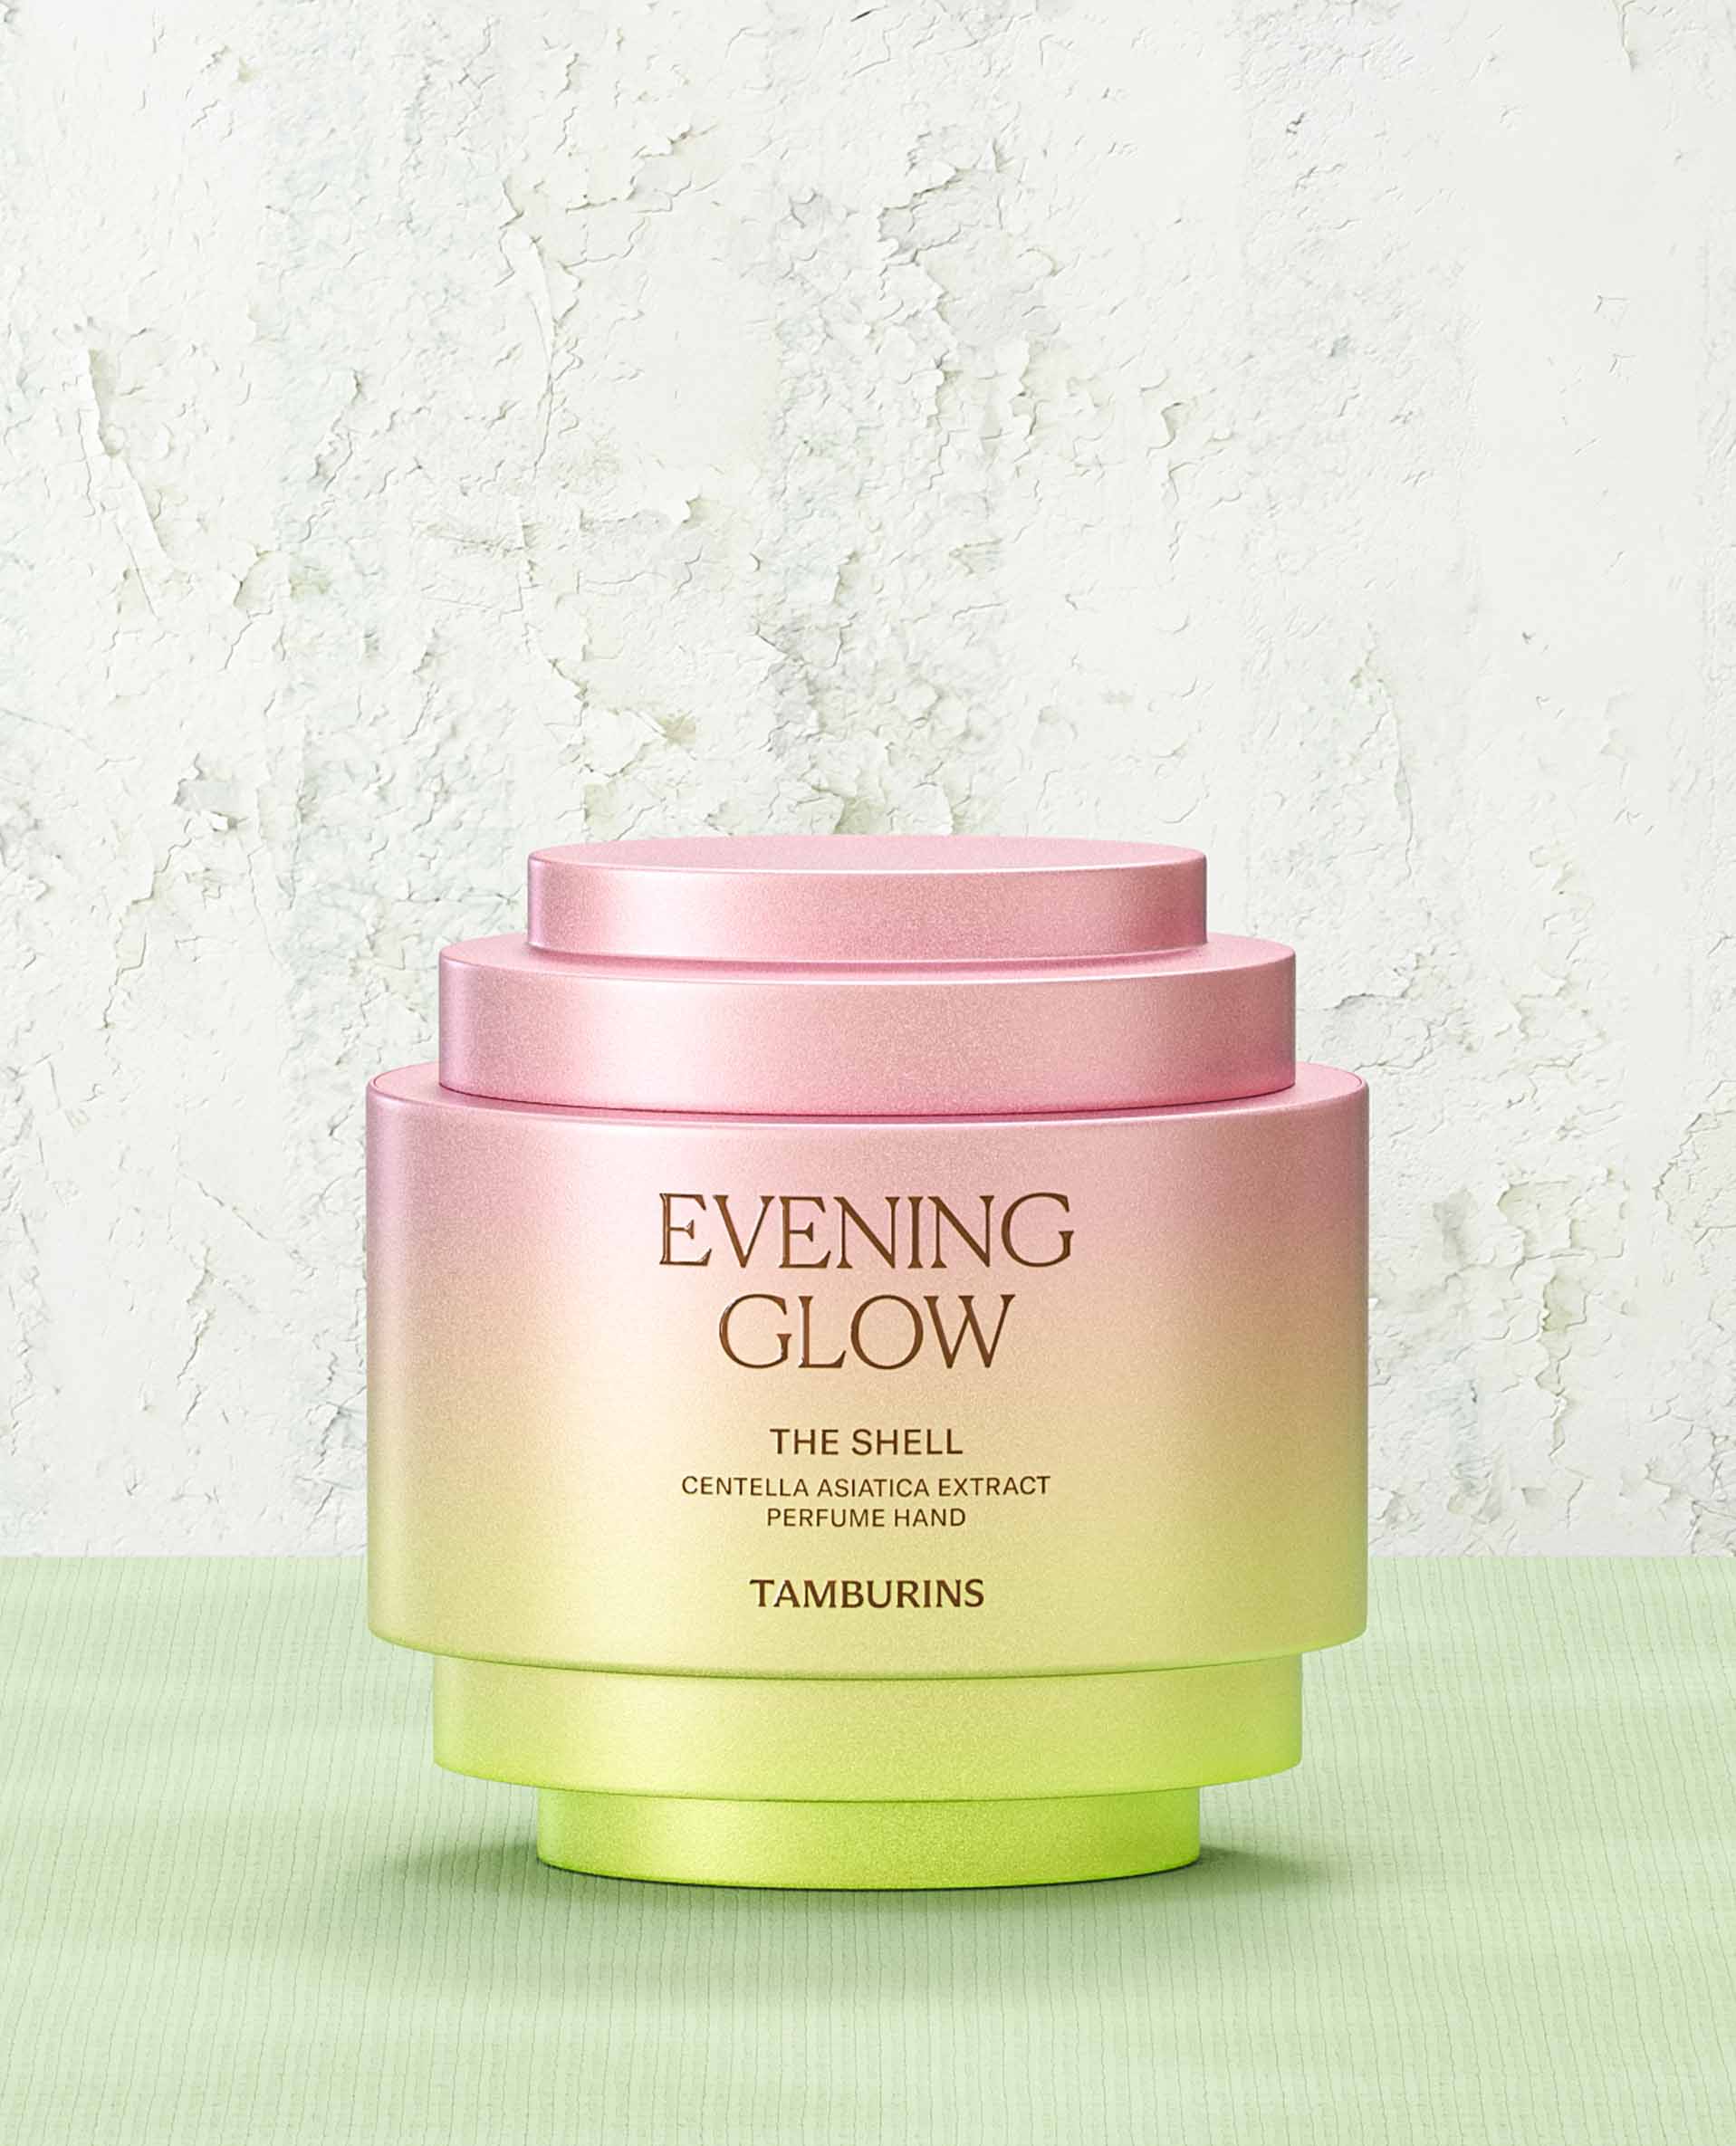 EVENING
GLOW
THE SHELL
CENTELLA ASIATICA EXTRACT
PERFUME HAND
TAMBURINS